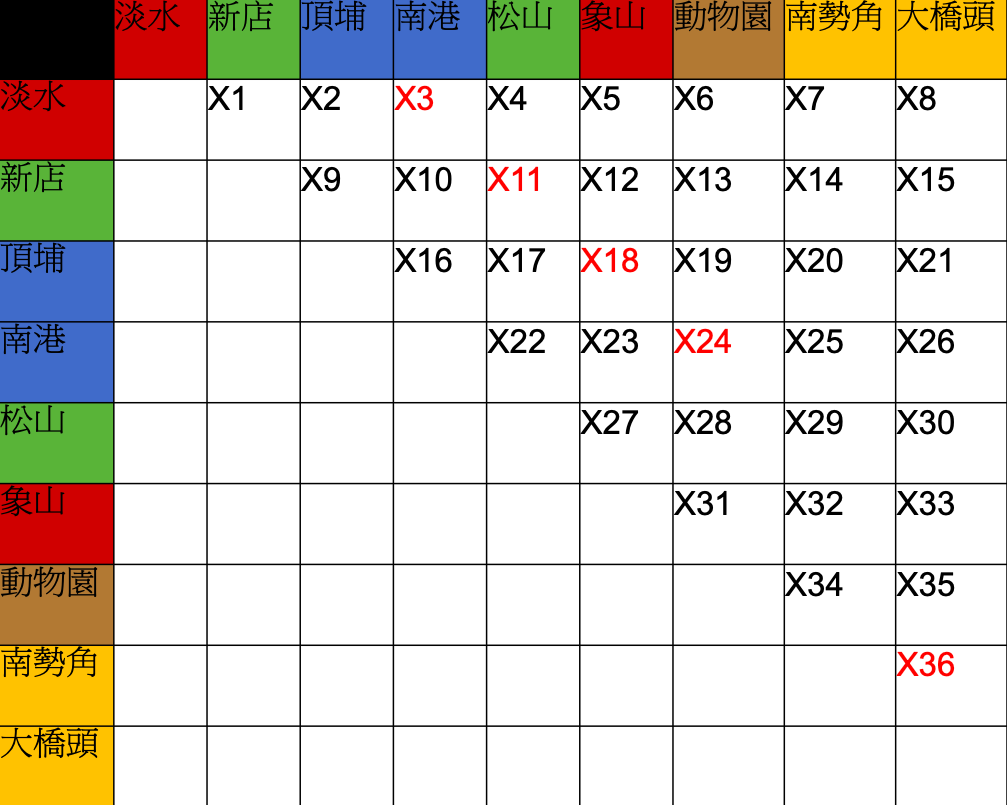 淡水 新店 頂埔 南港 松山 象山 動物園 南勢角 大橋頭
淡水 X1 X2 X3 X4 X5 X6 X7 X8
新店 X9 X10 X11 X12 X13 X14 X15
頂埔 X16 X17 X18 X19 X20 X21
南港 X22 X23 X24 X25 X26
松山 X27 X28 X29 X30
象山 X31 X32 X33
動物園 X34 X35
南勢角 X36
大橋頭